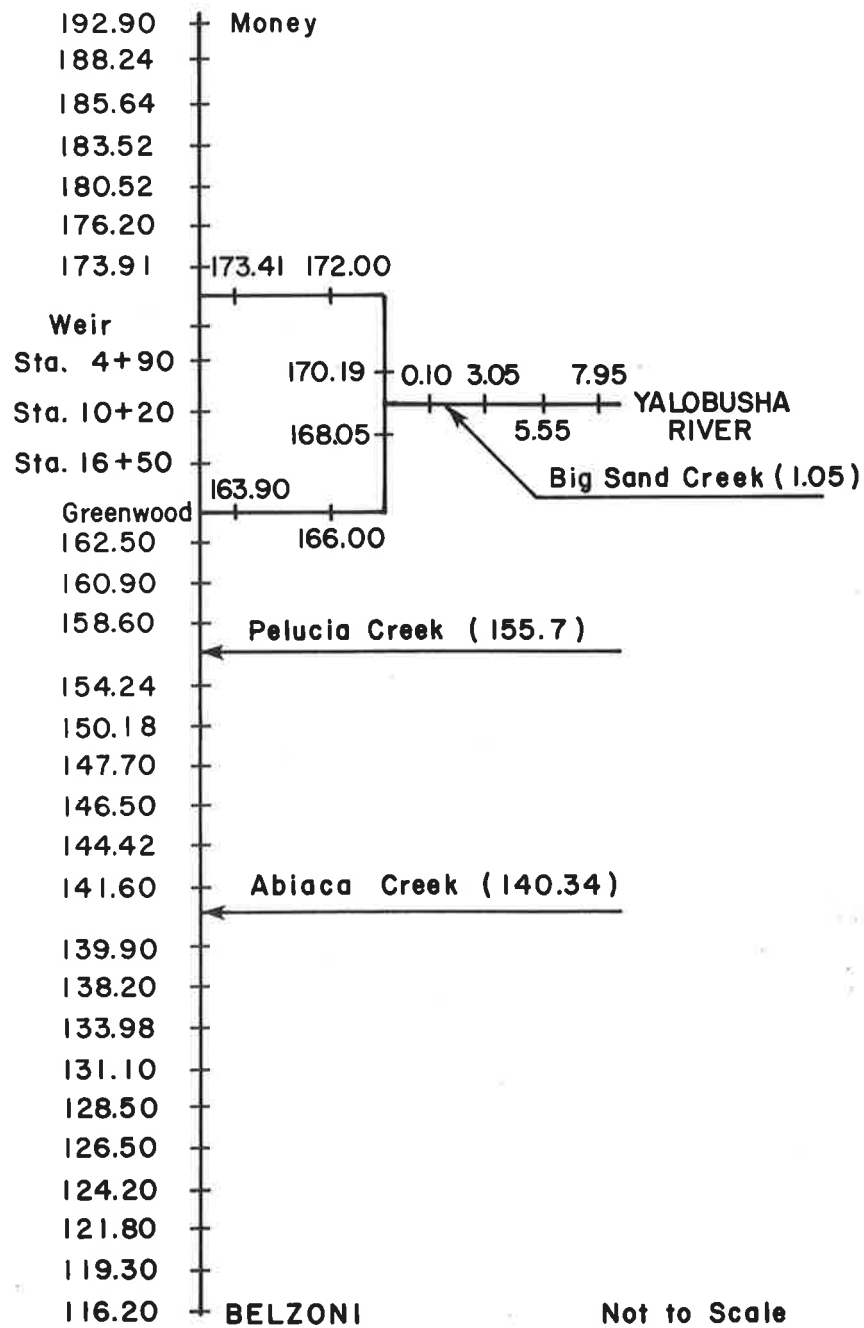 192.90 Money
188.24
185.64
183.52
180.52
176.20
173.91 173.41 172.00
Weir
Sta. 4+90 170.19 0.10 3.05 7.95
Sta. 10+20 YALOBUSHA
168.05 5.55 RIVER
Sta. 16+50 Big Sand Creek (1.05)
163.90
Greenwood
162.50 166.00
160.90
158.60 Pelucia Creek (155.7)
154.24
150.18
147.70
146.50
144.42
141.60 Abiaca Creek (140.34)
139.90
138.20
133.98
131.10
128.50
126.50
124.20
121.80
119.30
116.20 BELZONI Not to Scale